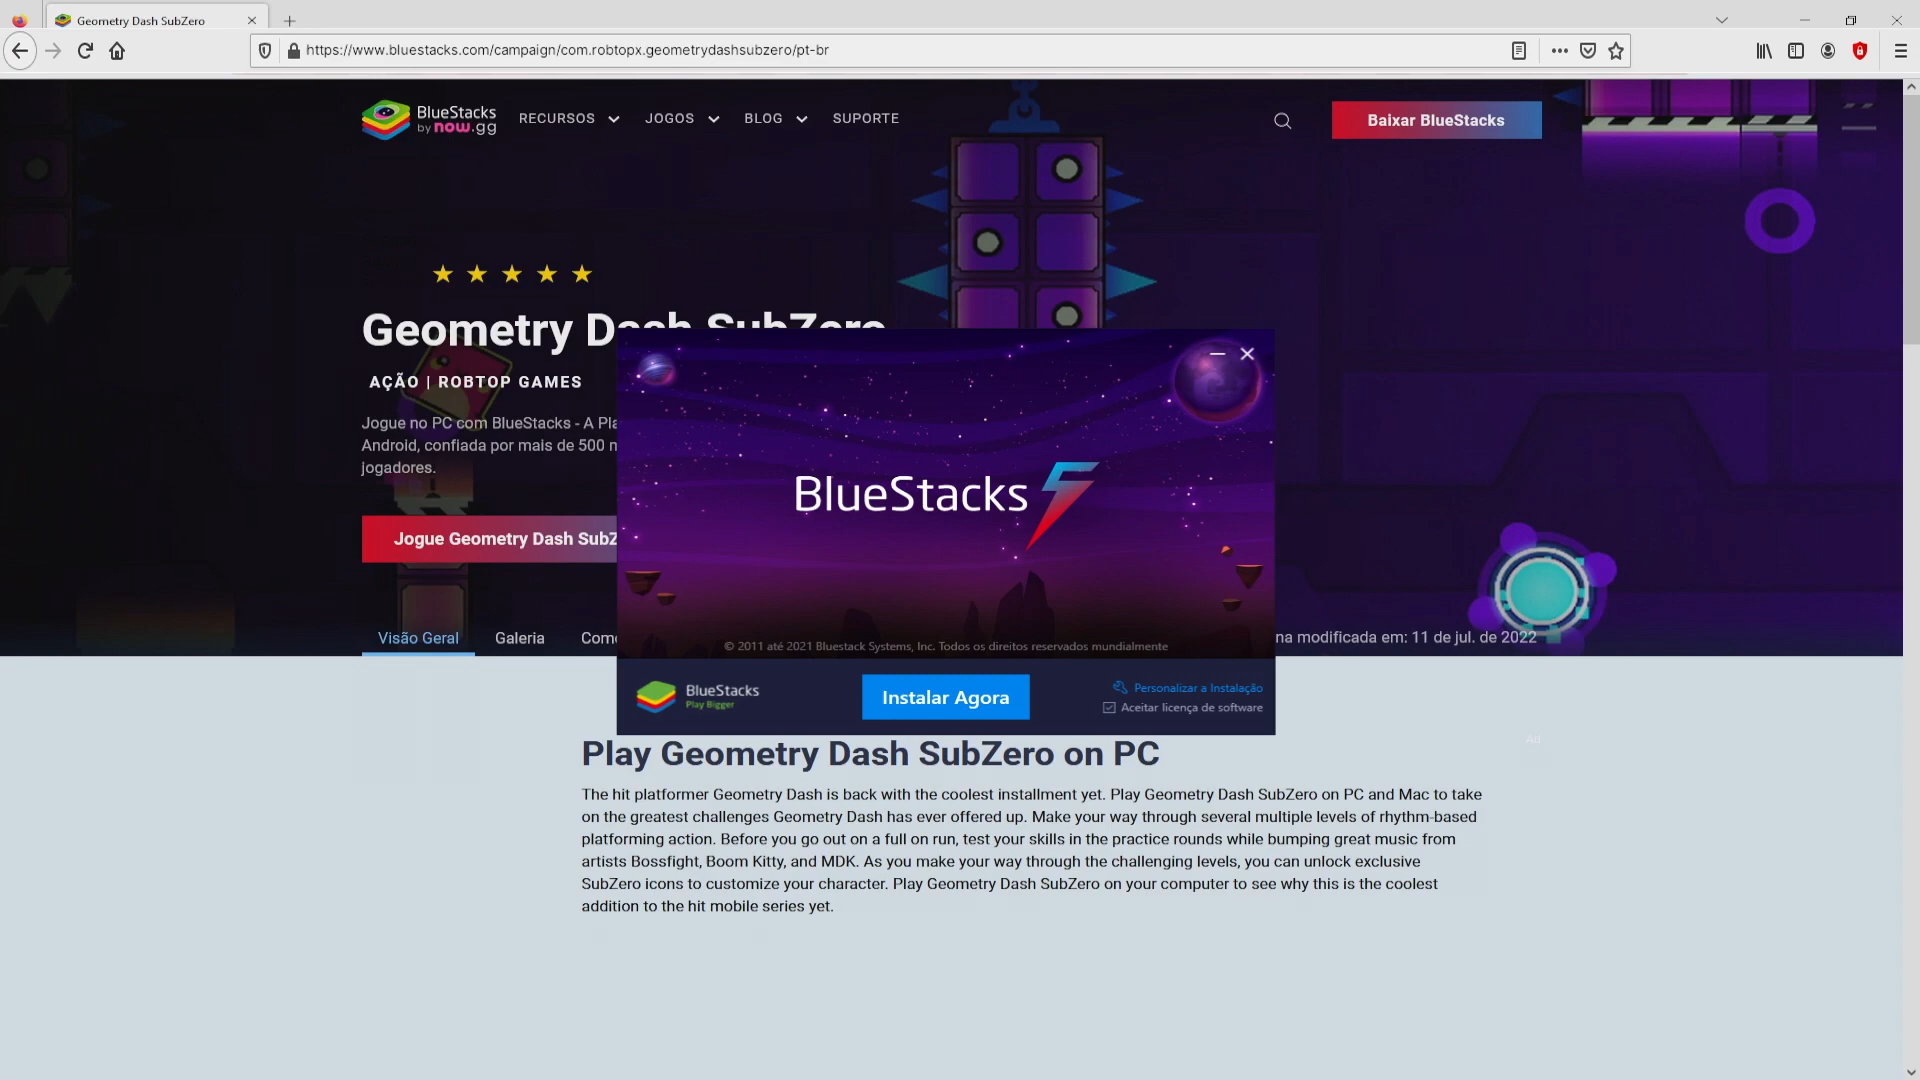 Geometry Dash SubZero
https://www.bluestacks.com/campaign/com.robtopx.geometrydashsubzero/pt-br
BlueStacks
by now.gg
RECURSOS
JOGOS
BLOG
SUPORTE
Baixar BlueStacks
Geometry Dash SubZero
AÇÃO | ROBTOP GAMES
Jogue no PC com BlueStacks - A Pla
Android, confiada por mais de 500 m
jogadores.
Jogue Geometry Dash SubZ
Visão Geral
Galeria
Come
na modificada em: 11 de jul. de 2022
BlueStacks 5
© 2011 até 2021 Bluestack Systems, Inc. Todos os direitos reservados mundialmente
BlueStacks
Play Bigger
Instalar Agora
Personalizar a Instalação
Aceitar licença de software
Ad
Play Geometry Dash SubZero on PC
The hit platformer Geometry Dash is back with the coolest installment yet. Play Geometry Dash SubZero on PC and Mac to take
on the greatest challenges Geometry Dash has ever offered up. Make your way through several multiple levels of rhythm-based
platforming action. Before you go out on a full on run, test your skills in the practice rounds while bumping great music from
artists Bossfight, Boom Kitty, and MDK. As you make your way through the challenging levels, you can unlock exclusive
SubZero icons to customize your character. Play Geometry Dash SubZero on your computer to see why this is the coolest
addition to the hit mobile series yet.